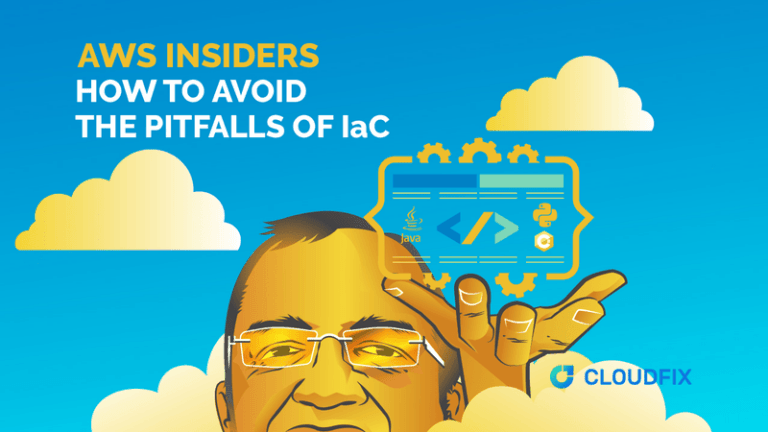 AWS INSIDERS
HOW TO AVOID
THE PITFALLS OF IaC
Java
</>
CLOUDFIX